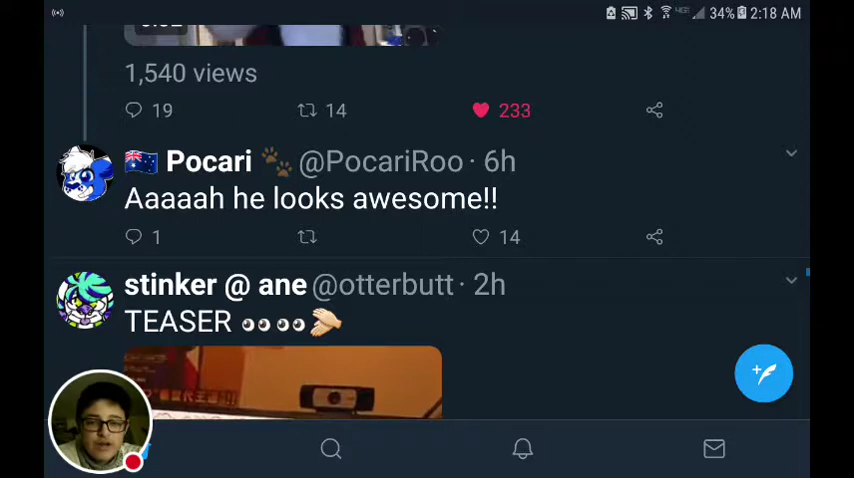 34% 2:18 AM
1,540 views
19 14 233
🇦🇺 Pocari 🐾 @PocariRoo · 6h
Aaaaah he looks awesome!!
1 14
stinker @ ane @otterbutt · 2h
TEASER 👀👀👏🏻